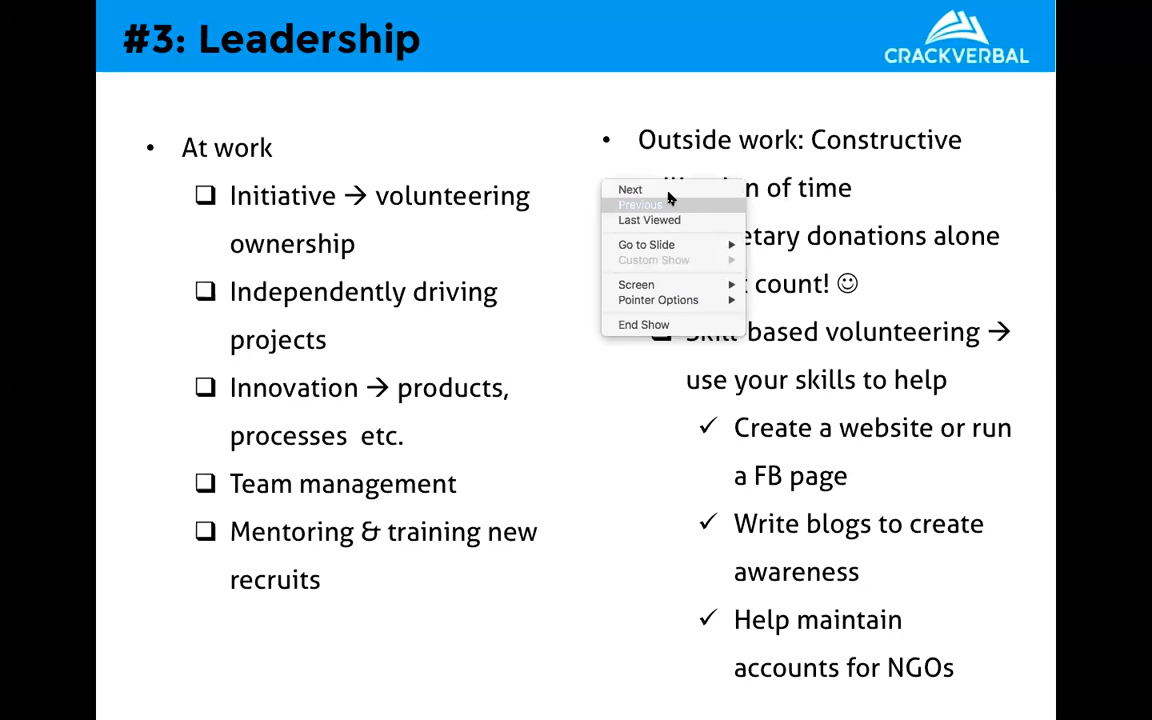 #3: Leadership
CRACKVERBAL
• At work
❑ Initiative → volunteering
ownership
❑ Independently driving
projects
❑ Innovation → products,
processes etc.
❑ Team management
❑ Mentoring & training new
recruits
• Outside work: Constructive
of time
donations alone
count! ☺
based volunteering →
use your skills to help
✓ Create a website or run
a FB page
✓ Write blogs to create
awareness
✓ Help maintain
accounts for NGOs
Next
Previous
Last Viewed
Go to Slide
Custom Show
Screen
Pointer Options
End Show